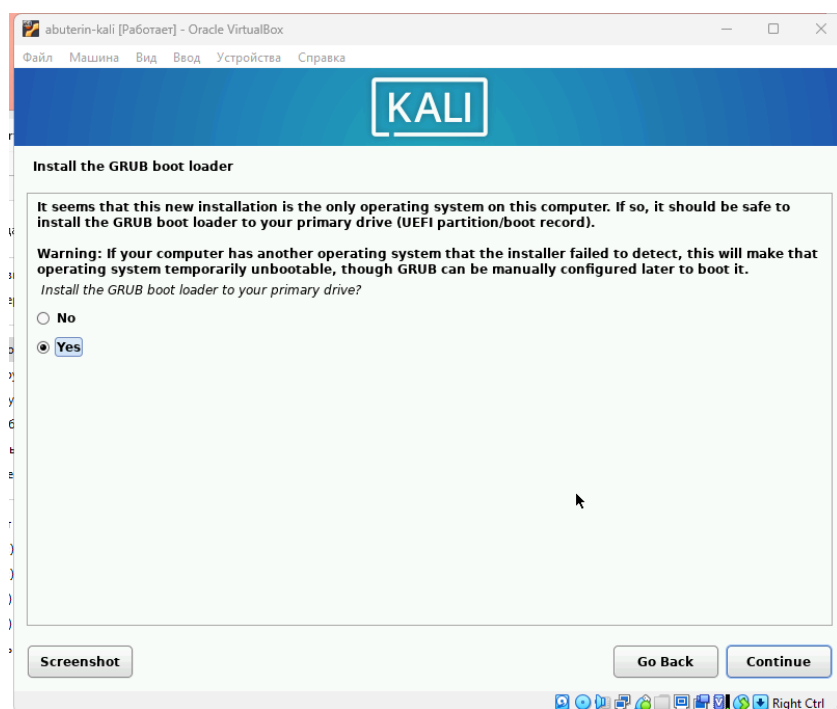 abuterin-kali [Работает] - Oracle VirtualBox
Файл Машина Вид Ввод Устройства Справка
KALI
Install the GRUB boot loader
It seems that this new installation is the only operating system on this computer. If so, it should be safe to
install the GRUB boot loader to your primary drive (UEFI partition/boot record).
Warning: If your computer has another operating system that the installer failed to detect, this will make that
operating system temporarily unbootable, though GRUB can be manually configured later to boot it.
Install the GRUB boot loader to your primary drive?
No
Yes
Screenshot
Go Back
Continue
Right Ctrl